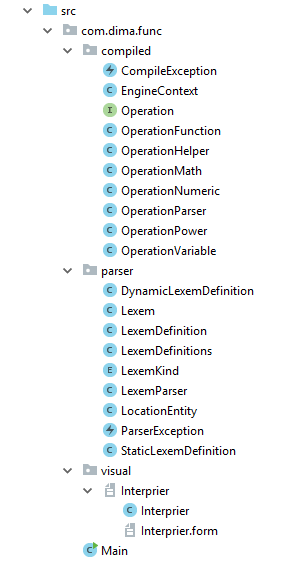 src
com.dima.func
compiled
CompileException
EngineContext
Operation
OperationFunction
OperationHelper
OperationMath
OperationNumeric
OperationParser
OperationPower
OperationVariable
parser
DynamicLexemDefinition
Lexem
LexemDefinition
LexemDefinitions
LexemKind
LexemParser
LocationEntity
ParserException
StaticLexemDefinition
visual
Interprier
Interprier
Interprier.form
Main